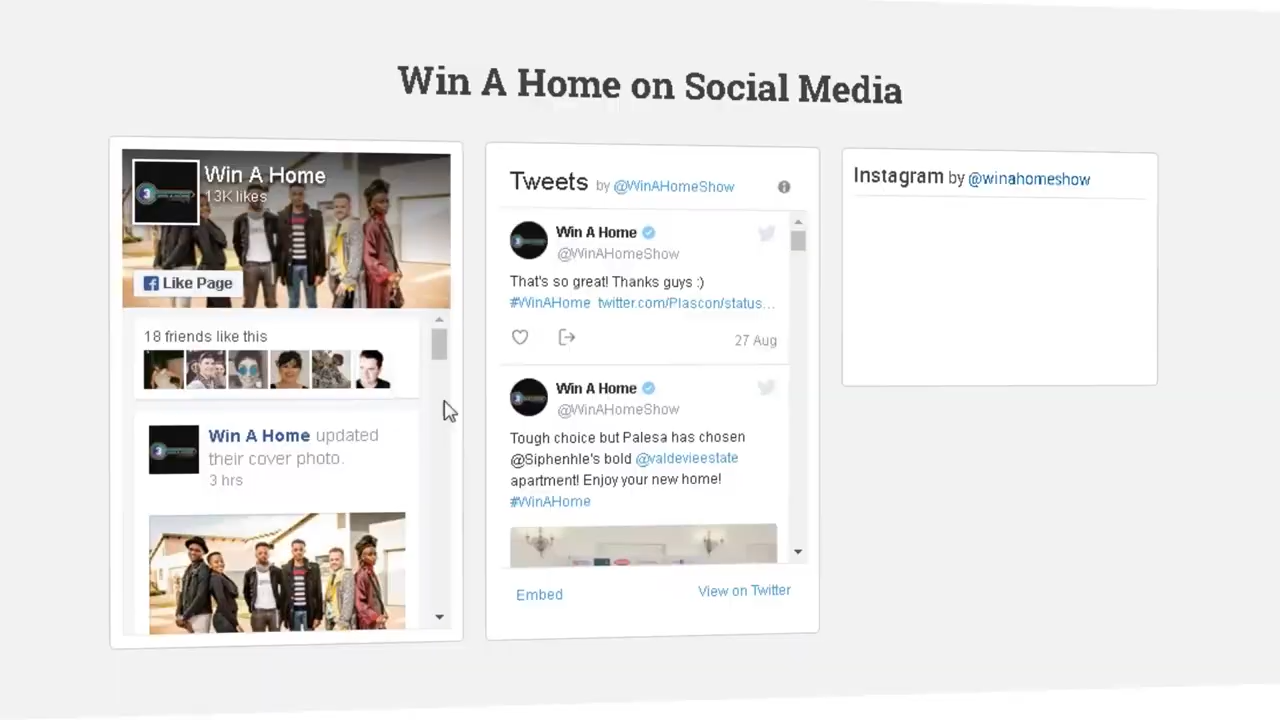 Win A Home on Social Media
Win A Home
13K likes
Like Page
18 friends like this
Win A Home updated
their cover photo.
3 hrs
Tweets by @WinAHomeShow
Win A Home
@WinAHomeShow
That's so great! Thanks guys :)
#WinAHome twitter.com/Plascon/status...
27 Aug
Win A Home
@WinAHomeShow
Tough choice but Palesa has chosen
@Siphenhle's bold @valdevieestate
apartment! Enjoy your new home!
#WinAHome
Embed
View on Twitter
Instagram by @winahomeshow